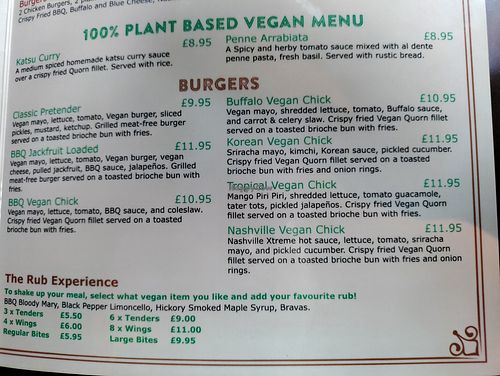 Burgers
2 Chicken Burgers, 2
Crispy Fried BBQ, Buffalo and Blue Cheese,
100% PLANT BASED VEGAN MENU
Katsu Curry £8.95
A medium spiced homemade katsu curry sauce
over a crispy fried Quorn fillet. Served with rice.
Penne Arrabiata £8.95
A Spicy and herby tomato sauce mixed with al dente
penne pasta, fresh basil. Served with rustic bread.
BURGERS
Classic Pretender £9.95
Vegan mayo, lettuce, tomato, Vegan burger, sliced
pickles, mustard, ketchup. Grilled meat-free burger
served on a toasted brioche bun with fries.
BBQ Jackfruit Loaded £11.95
Vegan mayo, lettuce, tomato, Vegan burger, vegan
cheese, pulled jackfruit, BBQ sauce, jalapeños. Grilled
meat-free burger served on a toasted brioche bun with
fries.
BBQ Vegan Chick £10.95
Vegan mayo, lettuce, tomato, BBQ sauce, and coleslaw.
Crispy fried Vegan Quorn fillet served on a toasted
brioche bun with fries.
Buffalo Vegan Chick £10.95
Vegan mayo, shredded lettuce, tomato, Buffalo sauce,
and carrot & celery slaw. Crispy fried Vegan Quorn fillet
served on a toasted brioche bun with fries.
Korean Vegan Chick £11.95
Sriracha mayo, kimchi, Korean sauce, pickled cucumber.
Crispy fried Vegan Quorn fillet served on a toasted
brioche bun with fries and onion rings.
Tropical Vegan Chick £11.95
Mango Piri Piri, shredded lettuce, tomato guacamole,
tater tots, pickled jalapeños. Crispy fried Vegan Quorn
fillet served on a toasted brioche bun with fries.
Nashville Vegan Chick £11.95
Nashville Xtreme hot sauce, lettuce, tomato, sriracha
mayo, and pickled cucumber. Crispy fried Vegan Quorn
fillet served on a toasted brioche bun with fries and onion
rings.
The Rub Experience
To shake up your meal, select what vegan item you like and add your favourite rub!
BBQ Bloody Mary, Black Pepper Limoncello, Hickory Smoked Maple Syrup, Bravas.
3 x Tenders £5.50 6 x Tenders £9.00
4 x Wings £6.00 8 x Wings £11.00
Regular Bites £5.95 Large Bites £9.95